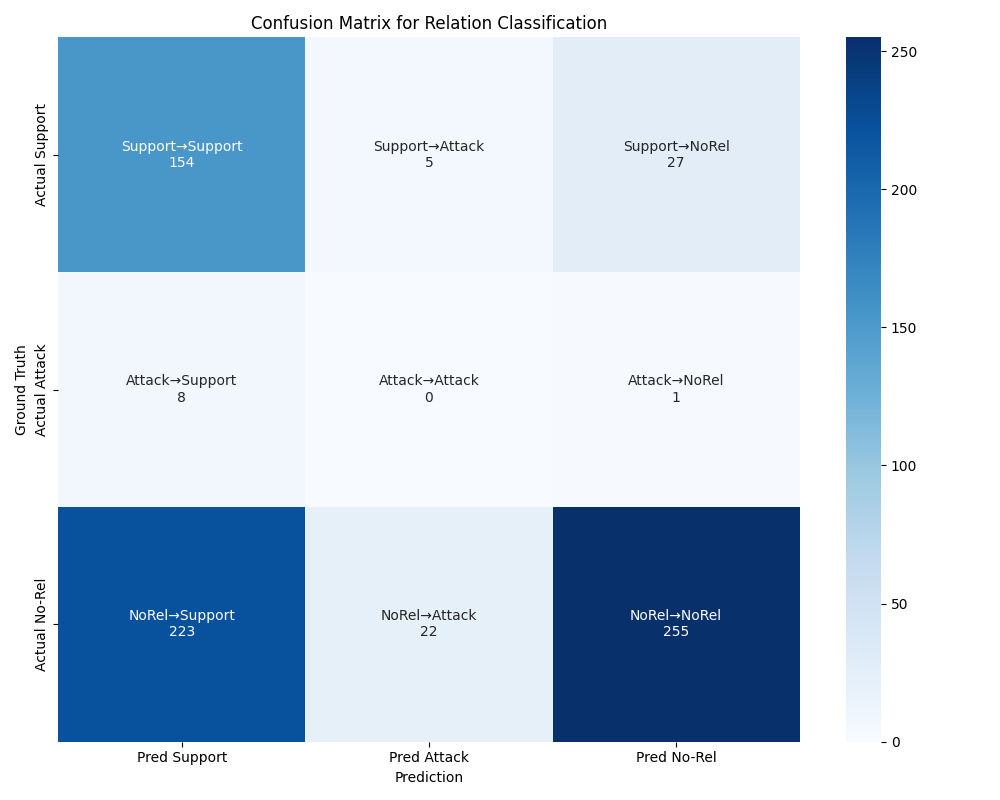 Confusion Matrix for Relation Classification
Ground Truth
Actual Support
Support→Support
154
Support→Attack
5
Support→NoRel
27
Actual Attack
Attack→Support
8
Attack→Attack
0
Attack→NoRel
1
Actual No-Rel
NoRel→Support
223
NoRel→Attack
22
NoRel→NoRel
255
Pred Support
Pred Attack
Pred No-Rel
Prediction
250
200
150
100
50
0